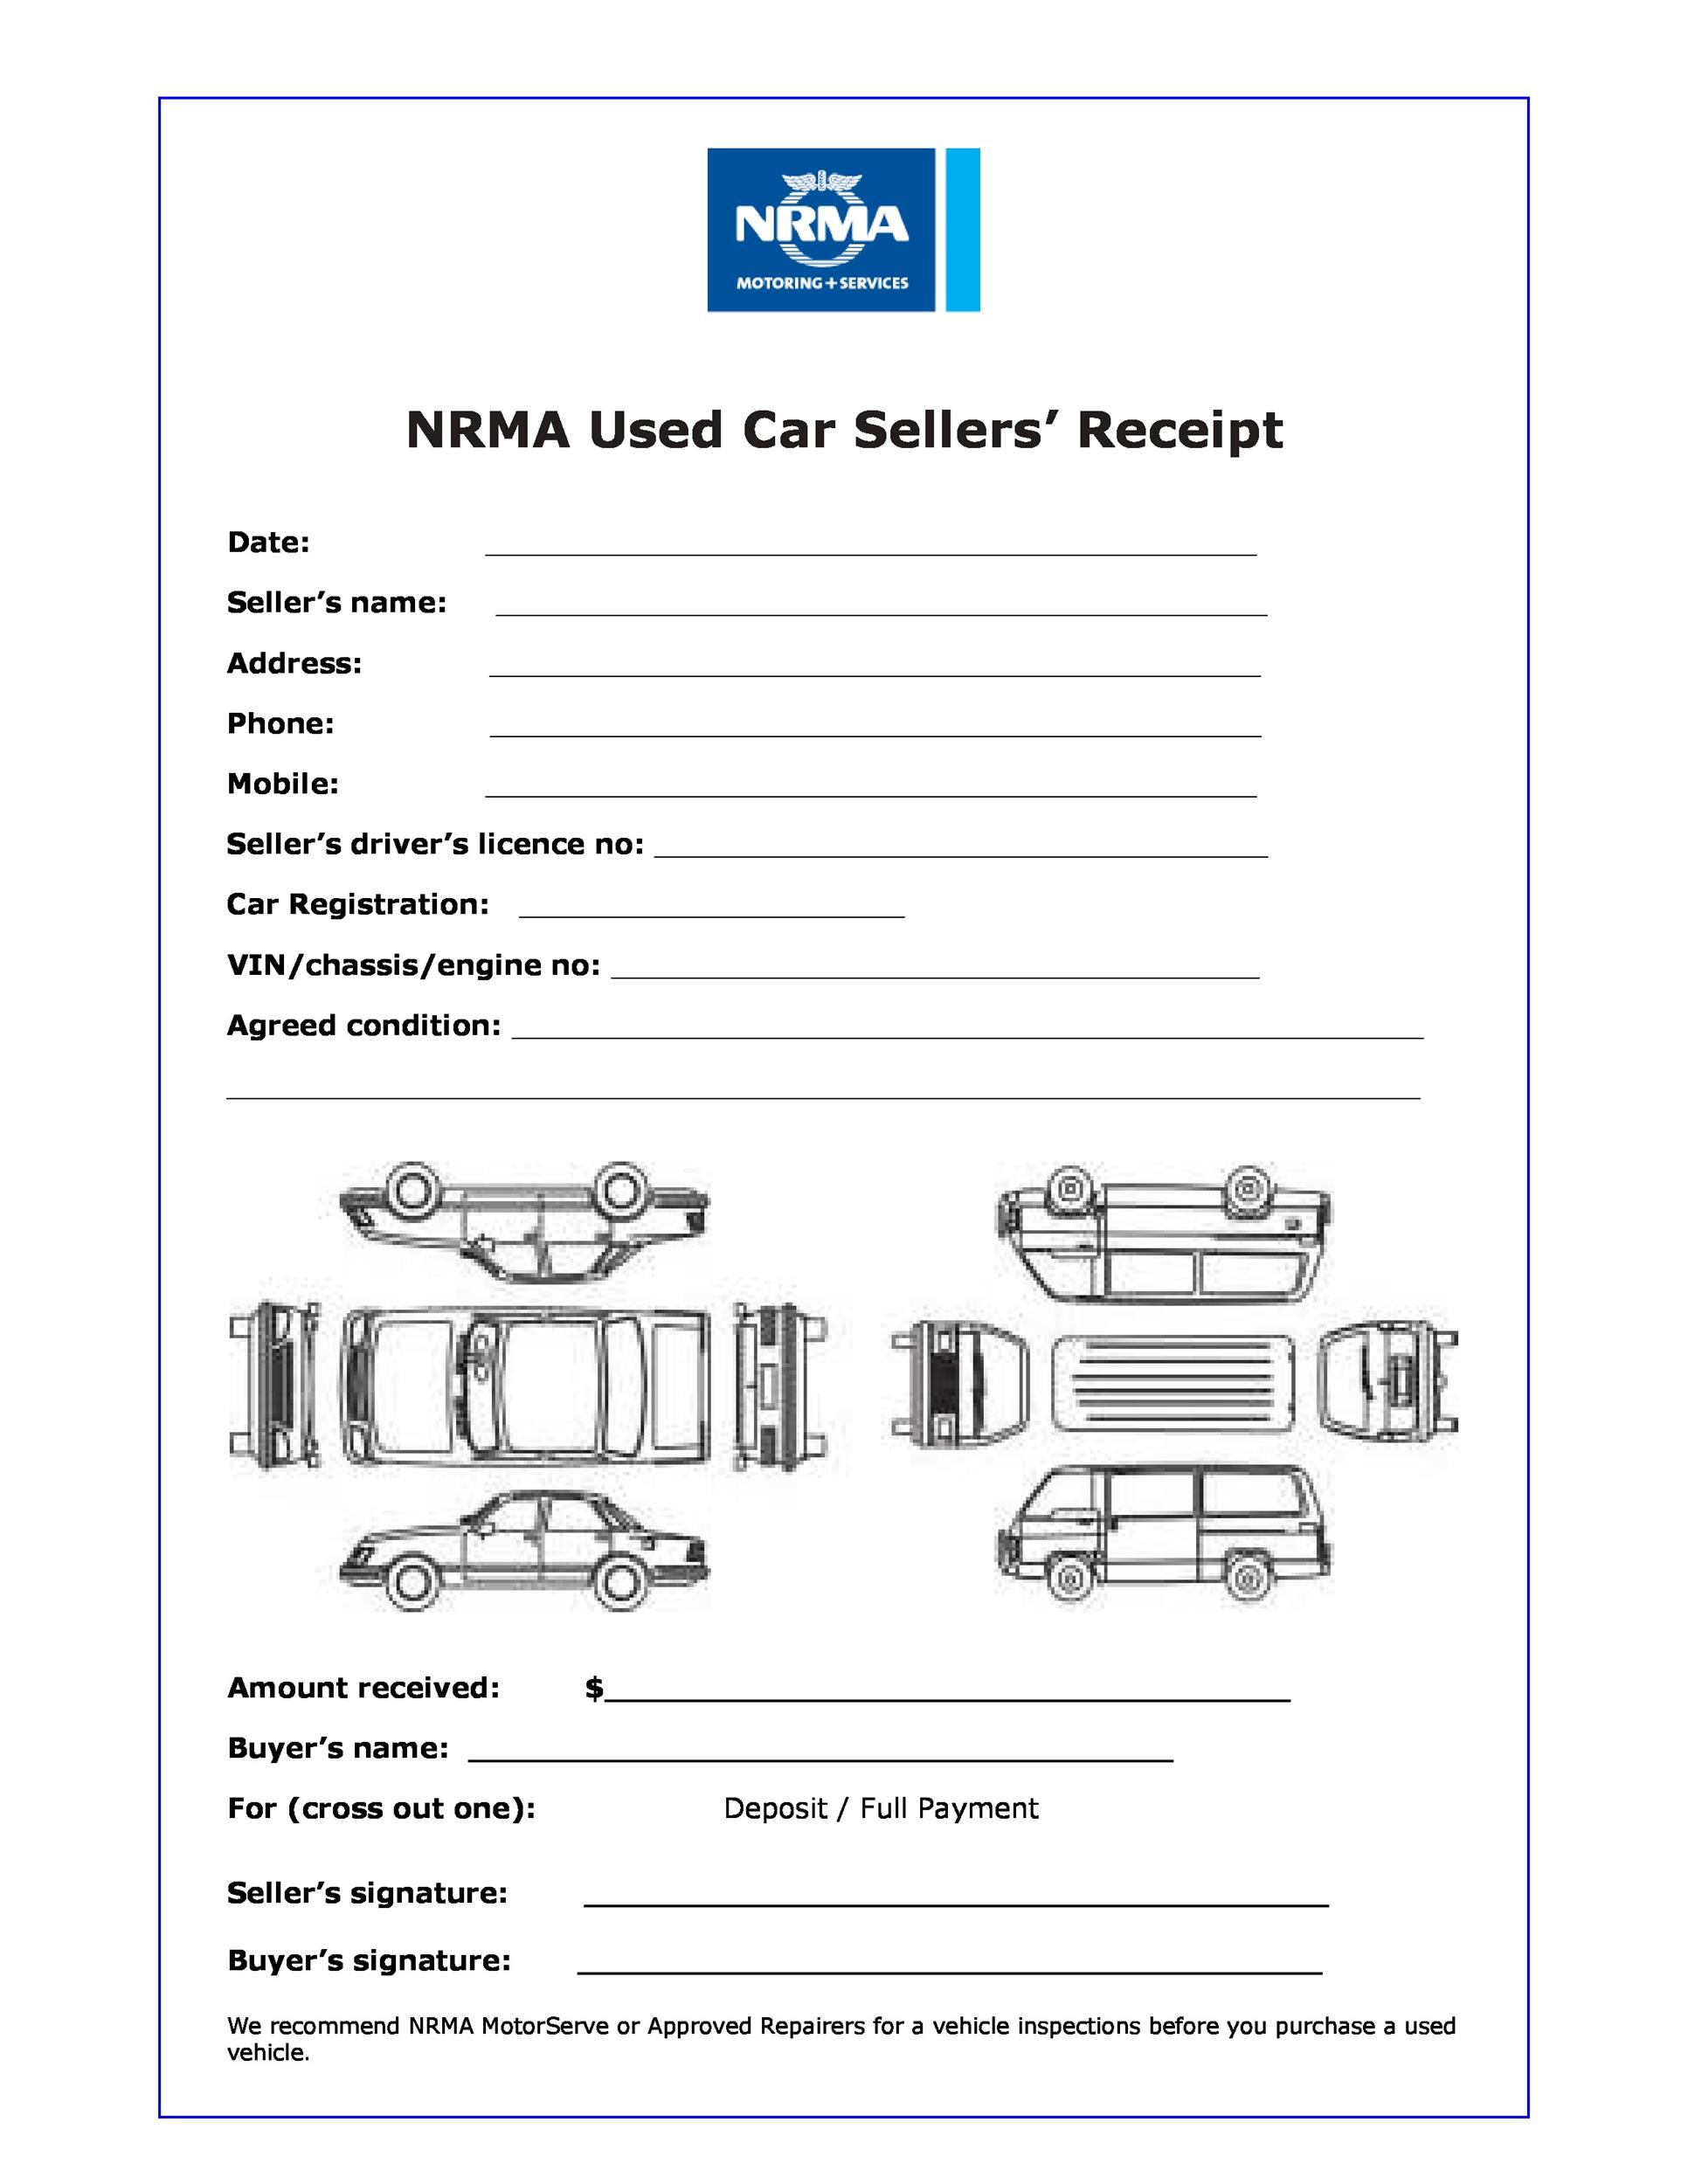 NRMA
MOTORING+SERVICES
NRMA Used Car Sellers’ Receipt
Date:
Seller’s name:
Address:
Phone:
Mobile:
Seller’s driver’s licence no:
Car Registration:
VIN/chassis/engine no:
Agreed condition:
Amount received: $
Buyer’s name:
For (cross out one): Deposit / Full Payment
Seller’s signature:
Buyer’s signature:
We recommend NRMA MotorServe or Approved Repairers for a vehicle inspections before you purchase a used
vehicle.